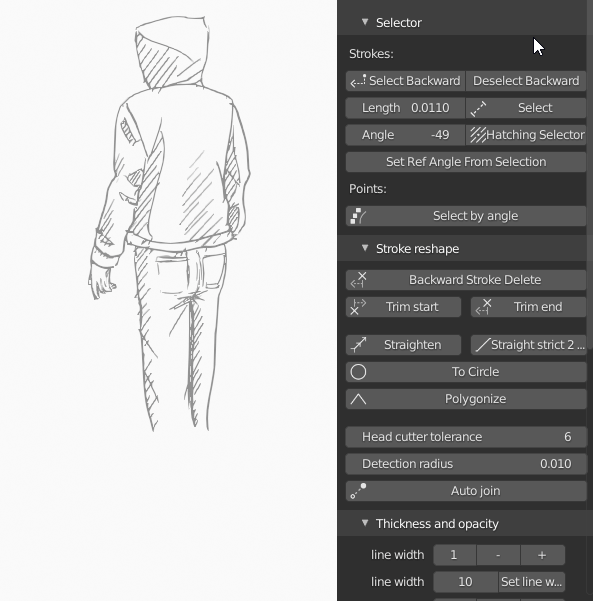 Selector
Strokes:
Select Backward Deselect Backward
Length 0.0110 Select
Angle -49 Hatching Selector
Set Ref Angle From Selection
Points:
Select by angle
Stroke reshape
Backward Stroke Delete
Trim start Trim end
Straighten Straight strict 2 ...
To Circle
Polygonize
Head cutter tolerance 6
Detection radius 0.010
Auto join
Thickness and opacity
line width 1 - +
line width 10 Set line w...